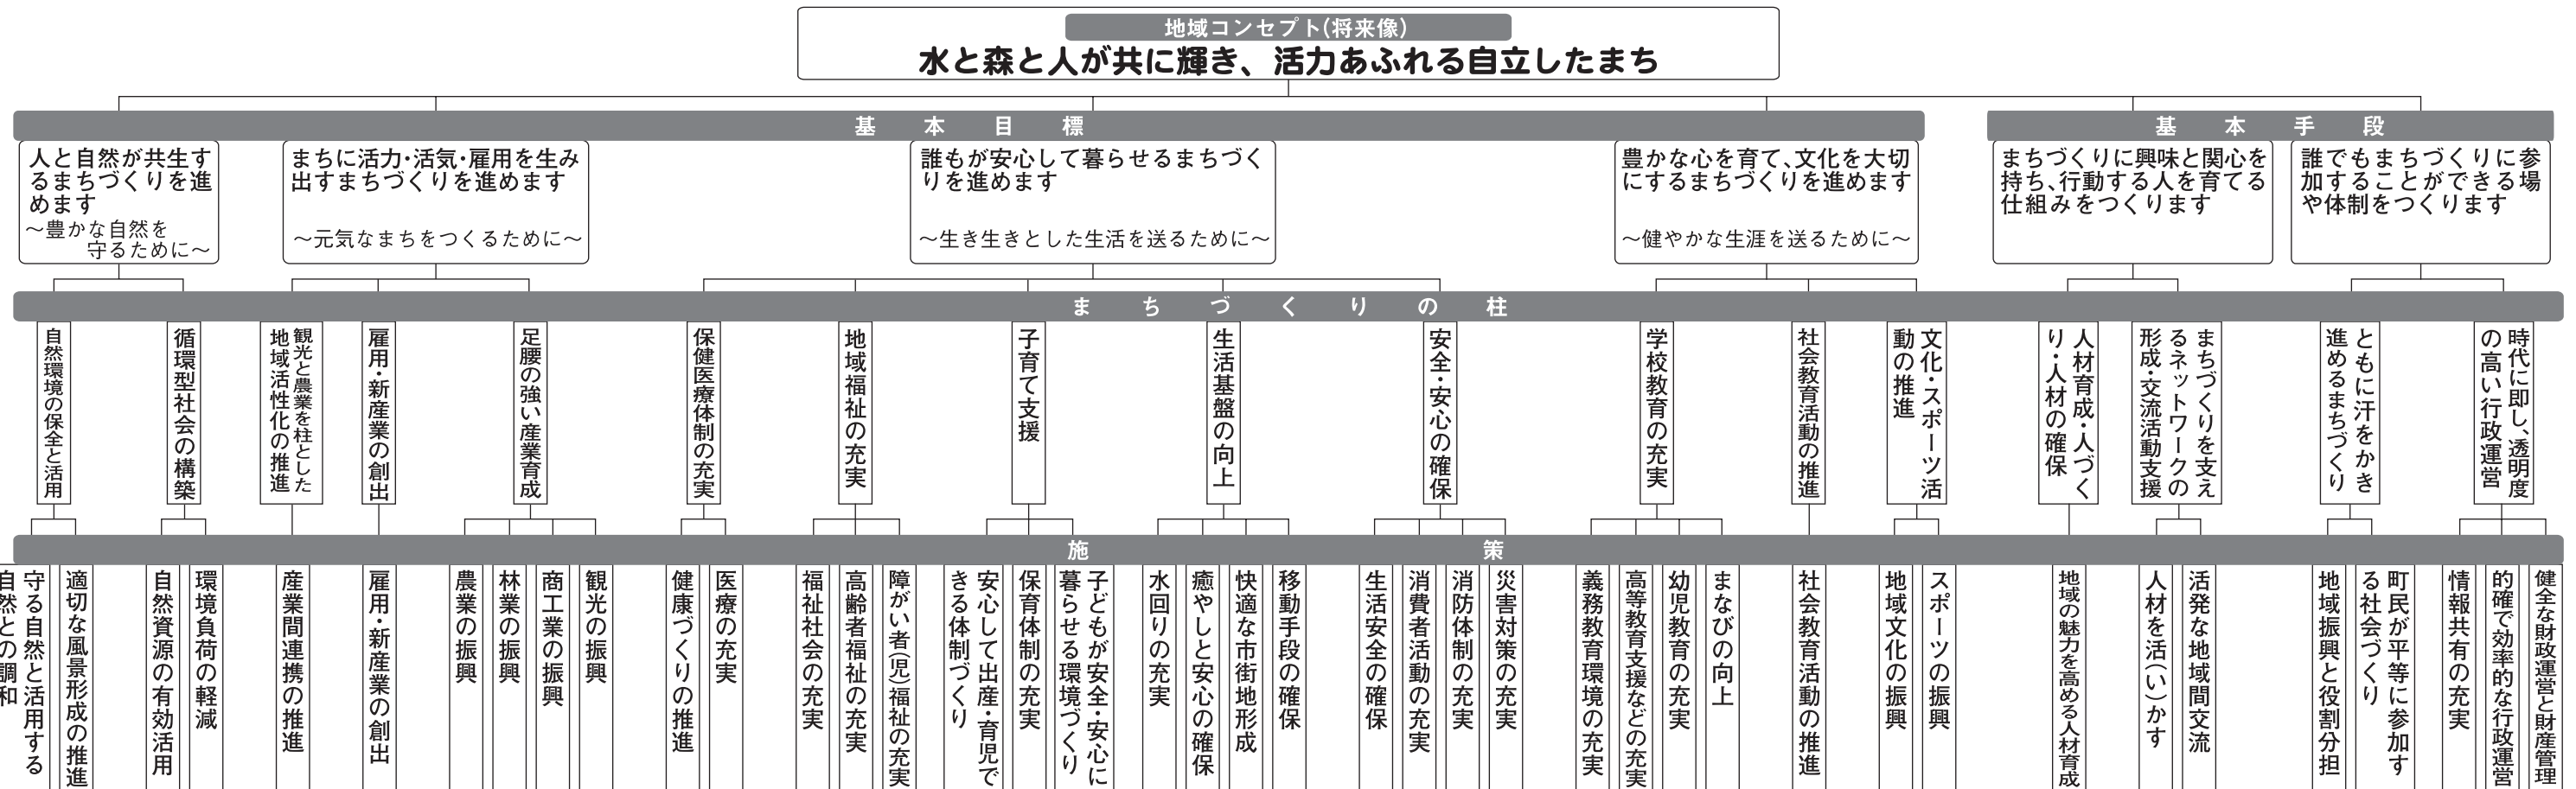 地域コンセプト(将来像)
水と森と人が共に輝き、活力あふれる自立したまち
基本目標
基本手段
人と自然が共生す
るまちづくりを進
めます
～豊かな自然を
守るために～
まちに活力・活気・雇用を生み
出すまちづくりを進めます
～元気なまちをつくるために～
誰もが安心して暮らせるまちづく
りを進めます
～生き生きとした生活を送るために～
豊かな心を育て、文化を大切
にするまちづくりを進めます
～健やかな生涯を送るために～
まちづくりに興味と関心を
持ち、行動する人を育てる
仕組みをつくります
誰でもまちづくりに参
加することができる場
や体制をつくります
まちづくりの柱
自然環境の保全と活用
循環型社会の構築
観光と農業を柱とした
地域活性化の推進
雇用・新産業の創出
足腰の強い産業育成
保健医療体制の充実
地域福祉の充実
子育て支援
生活基盤の向上
安全・安心の確保
学校教育の充実
社会教育活動の推進
文化・スポーツ活
動の推進
人材育成・人づく
り・人材の確保
まちづくりを支え
るネットワークの
形成・交流活動支援
ともに汗をかき
進めるまちづくり
時代に即し、透明度
の高い行政運営
施策
守る自然と活用する
自然との調和
適切な風景形成の推進
自然資源の有効活用
環境負荷の軽減
産業間連携の推進
雇用・新産業の創出
農業の振興
林業の振興
商工業の振興
観光の振興
健康づくりの推進
医療の充実
福祉社会の充実
高齢者福祉の充実
障がい者(児)福祉の充実
安心して出産・育児で
きる体制づくり
保育体制の充実
子どもが安全・安心に
暮らせる環境づくり
水回りの充実
癒やしと安心の確保
快適な市街地形成
移動手段の確保
生活安全の確保
消費者活動の充実
消防体制の充実
災害対策の充実
義務教育環境の充実
高等教育支援などの充実
幼児教育の充実
まなびの向上
社会教育活動の推進
地域文化の振興
スポーツの振興
地域の魅力を高める人材育成
人材を活(い)かす
活発な地域間交流
地域振興と役割分担
町民が平等に参加す
る社会づくり
情報共有の充実
的確で効率的な行政運営
健全な財政運営と財産管理